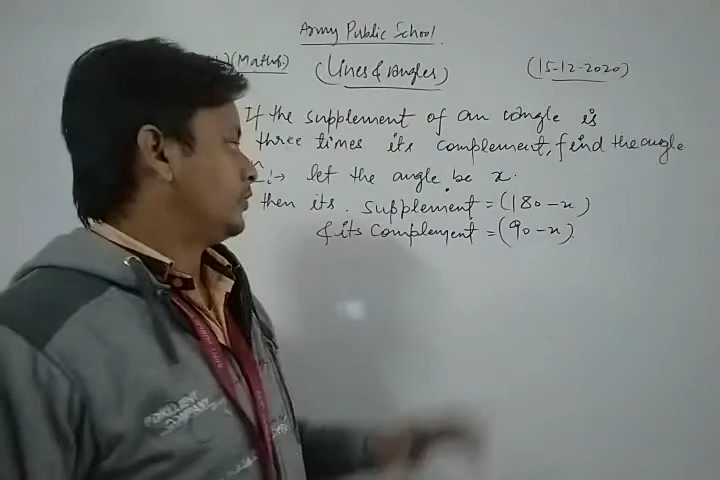 Army Public School.
(Maths)
(Lines & Angles)
(15-12-2020)
If the supplement of an angle is
three times its complement, find the angle
let the angle be x.
then its. supplement = (180-x)
& its complement = (90-x)